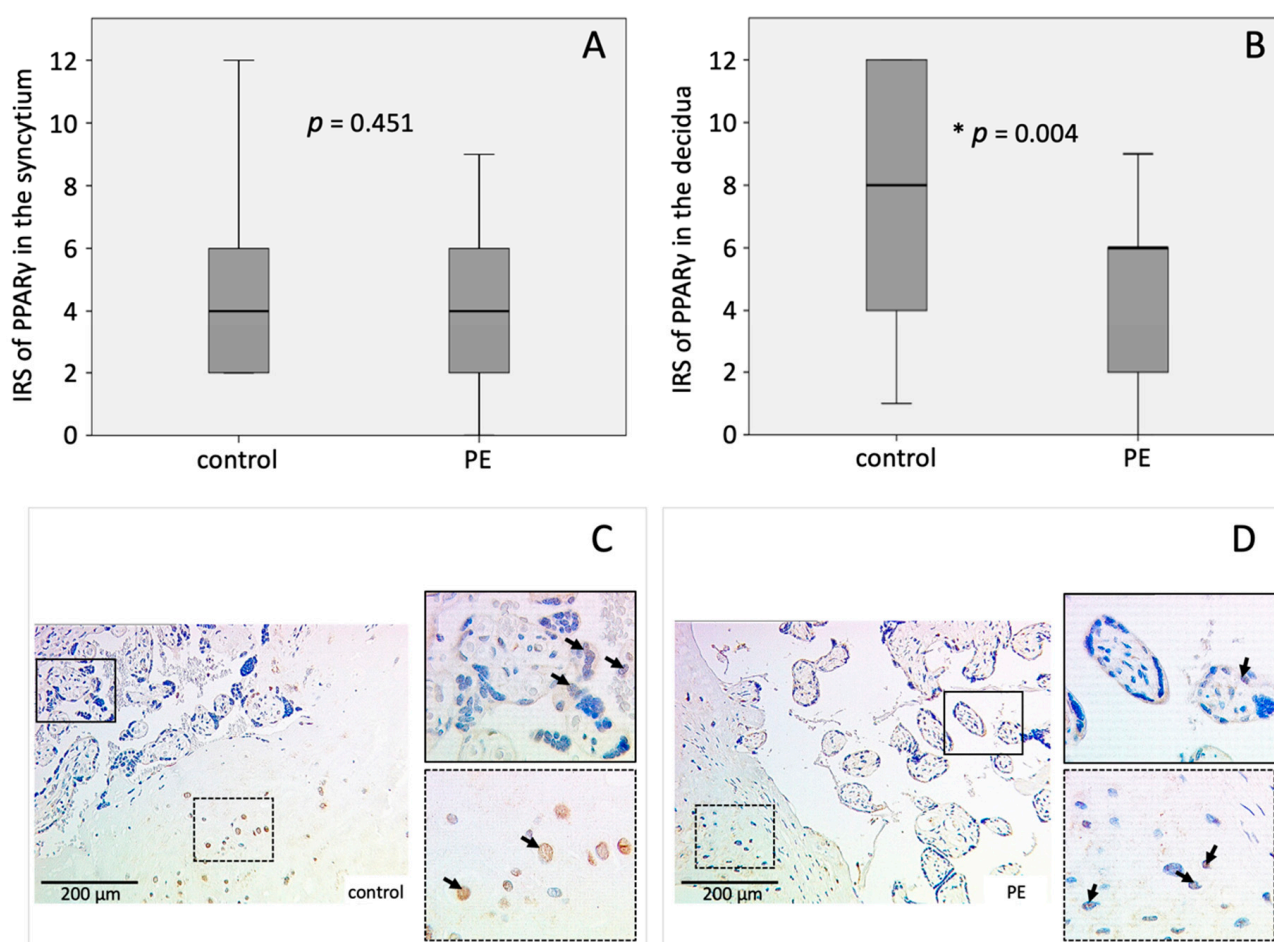 A
IRS of PPARγ in the syncytium
12
10
8
6
4
2
0
p = 0.451
control
PE
B
IRS of PPARγ in the decidua
12
10
8
6
4
2
0
* p = 0.004
control
PE
C
200 μm
control
D
200 μm
PE